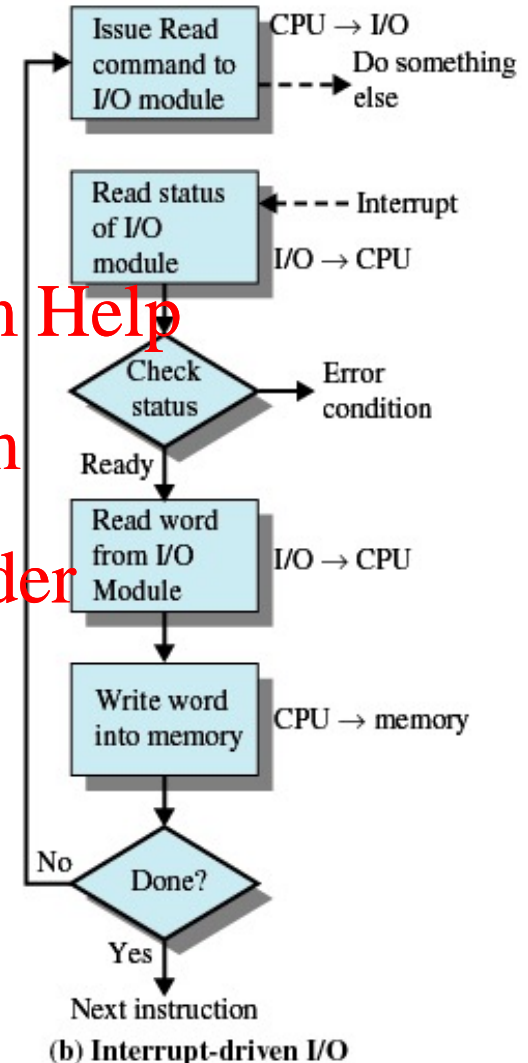 Issue Read
command to
I/O module
CPU → I/O
Do something
else
Read status
of I/O
module
Interrupt
I/O → CPU
Help
Check
status
Error
condition
Ready
Read word
from I/O
Module
I/O → CPU
der
Write word
into memory
CPU → memory
No
Done?
Yes
Next instruction
(b) Interrupt-driven I/O